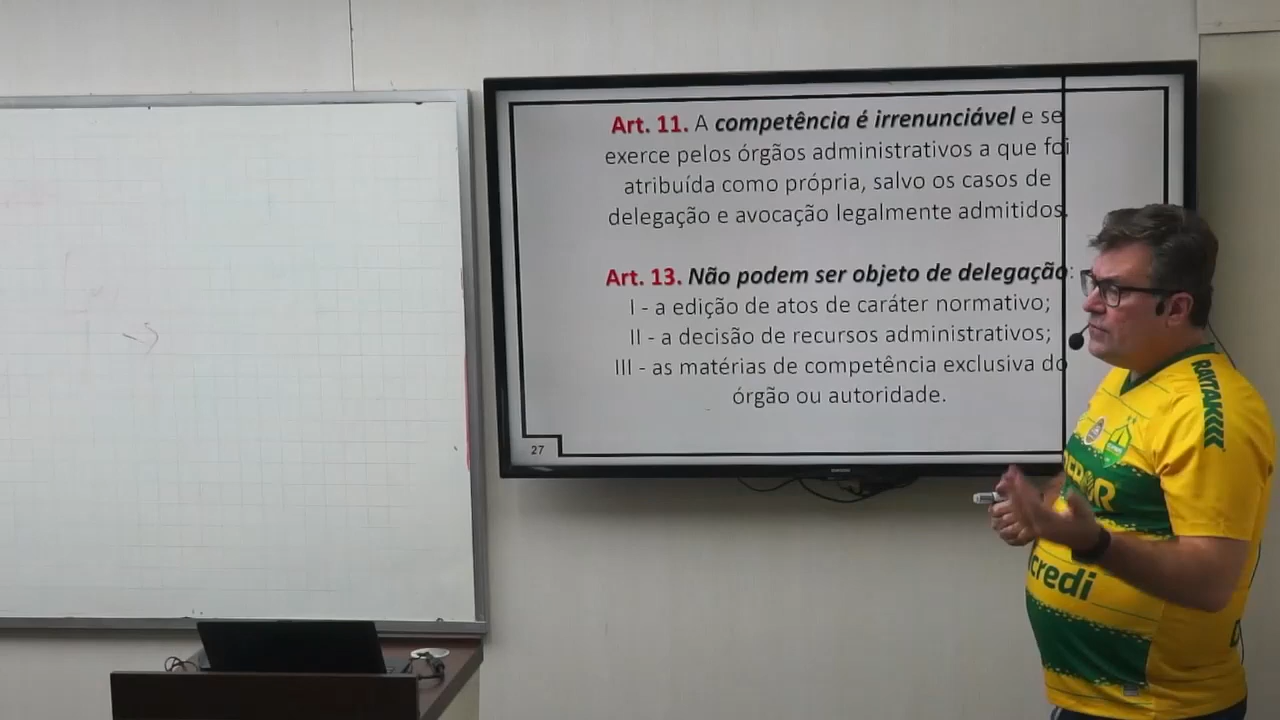 Art. 11. A competência é irrenunciável e se
exerce pelos órgãos administrativos a que foi
atribuída como própria, salvo os casos de
delegação e avocação legalmente admitidos.
Art. 13. Não podem ser objeto de delegação:
I - a edição de atos de caráter normativo;
II - a decisão de recursos administrativos;
III - as matérias de competência exclusiva do
órgão ou autoridade.
27
credi